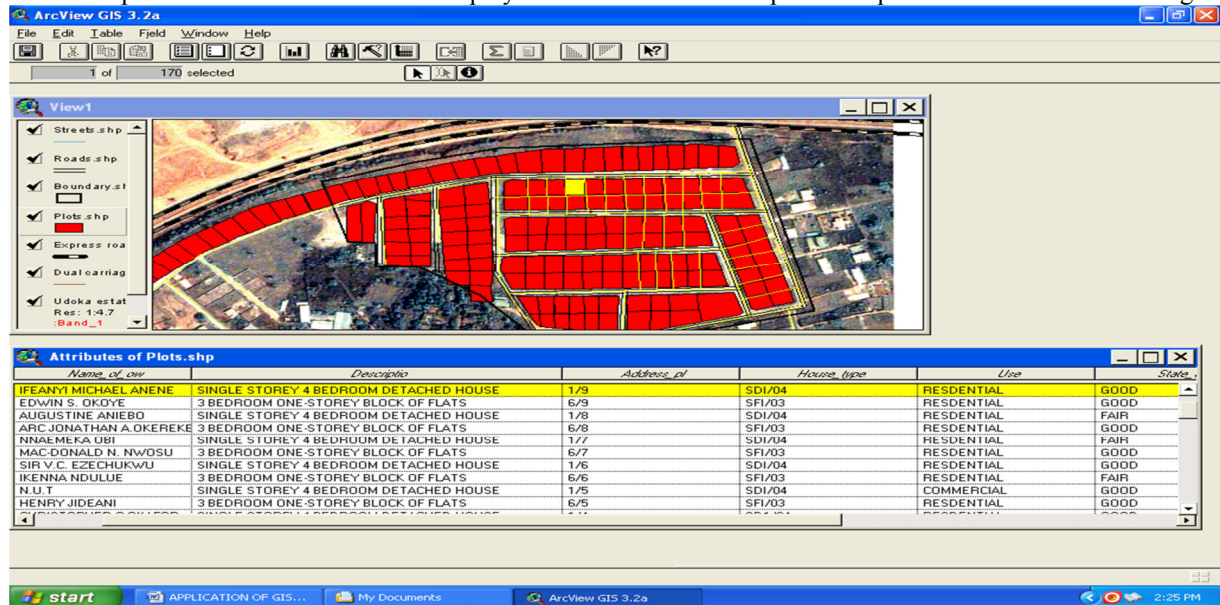 ArcView GIS 3.2a
File Edit Table Field Window Help
1 of 170 selected
View1
Streets.shp
Roads.shp
Boundary.sh
Plots.shp
Express roa
Dual carriag
Udoka estat
Res: 1:4.7
:Band_1
Attributes of Plots.shp
Name_of_ow Descriptio Address_pl House_type Use State_
IFEANYI MICHAEL ANENE SINGLE STOREY 4 BEDROOM DETACHED HOUSE 1/9 SDI/04 RESDENTIAL GOOD
EDWIN S. OKOYE 3 BEDROOM ONE-STOREY BLOCK OF FLATS 6/9 SFI/03 RESDENTIAL GOOD
AUGUSTINE ANIEBO SINGLE STOREY 4 BEDROOM DETACHED HOUSE 1/8 SDI/04 RESDENTIAL FAIR
ARC JONATHAN A.OKEREKE 3 BEDROOM ONE-STOREY BLOCK OF FLATS 6/8 SFI/03 RESDENTIAL GOOD
NNAEMEKA UBI SINGLE STOREY 4 BEDROOM DETACHED HOUSE 1/7 SDI/04 RESDENTIAL FAIR
MAC-DONALD N. NWOSU 3 BEDROOM ONE-STOREY BLOCK OF FLATS 6/7 SFI/03 RESDENTIAL GOOD
SIR V.C. EZECHUKWU SINGLE STOREY 4 BEDROOM DETACHED HOUSE 1/6 SDI/04 RESDENTIAL GOOD
IKENNA NDULUE 3 BEDROOM ONE-STOREY BLOCK OF FLATS 6/6 SFI/03 RESDENTIAL FAIR
N.U.T SINGLE STOREY 4 BEDROOM DETACHED HOUSE 1/5 SDI/04 COMMERCIAL GOOD
HENRY JIDEANI 3 BEDROOM ONE-STOREY BLOCK OF FLATS 6/5 SFI/03 RESDENTIAL GOOD
start APPLICATION OF GIS... My Documents ArcView GIS 3.2a 2:25 PM